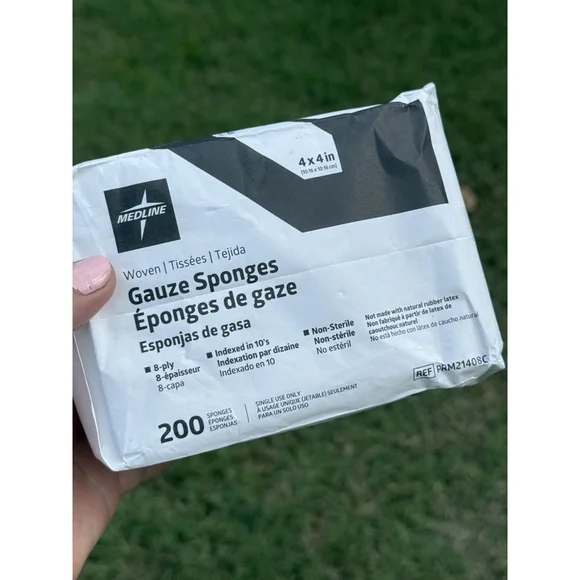 4 x 4 in
(10.16 x 10.16 cm)
MEDLINE
Woven | Tissées | Tejida
Gauze Sponges
Éponges de gaze
Esponjas de gasa
8-ply
8-épaisseur
8-capa
Indexed in 10's
Indexation par dizaine
Indexado en 10
Non-Sterile
Non-stérile
No estéril
Not made with natural rubber latex
Non fabriqué à partir de latex de
caoutchouc naturel
No está hecho con látex de caucho natural
200
SPONGES
ÉPONGES
ESPONJAS
SINGLE USE ONLY
À USAGE UNIQUE (JETABLE) SEULEMENT
PARA UN SOLO USO
REF PRM21408C